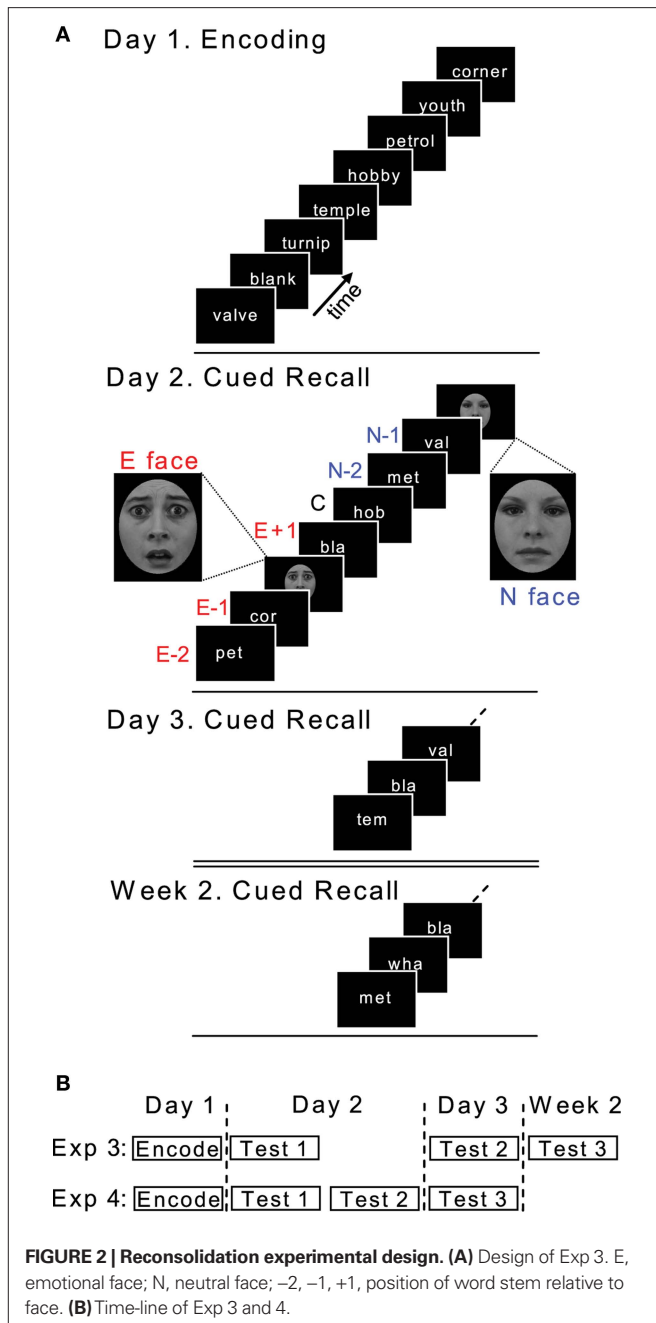 A Day 1. Encoding
corner
youth
petrol
hobby
temple
turnip
blank
valve
time
Day 2. Cued Recall
E face
N-1
val
N-2
met
C
hob
E+1
bla
N face
E-1
cor
E-2
pet
Day 3. Cued Recall
val
bla
tem
Week 2. Cued Recall
bla
wha
met
B
Day 1 Day 2 Day 3 Week 2
Exp 3: Encode Test 1 Test 2 Test 3
Exp 4: Encode Test 1 Test 2 Test 3
FIGURE 2 | Reconsolidation experimental design. (A) Design of Exp 3. E,
emotional face; N, neutral face; –2, –1, +1, position of word stem relative to
face. (B) Time-line of Exp 3 and 4.